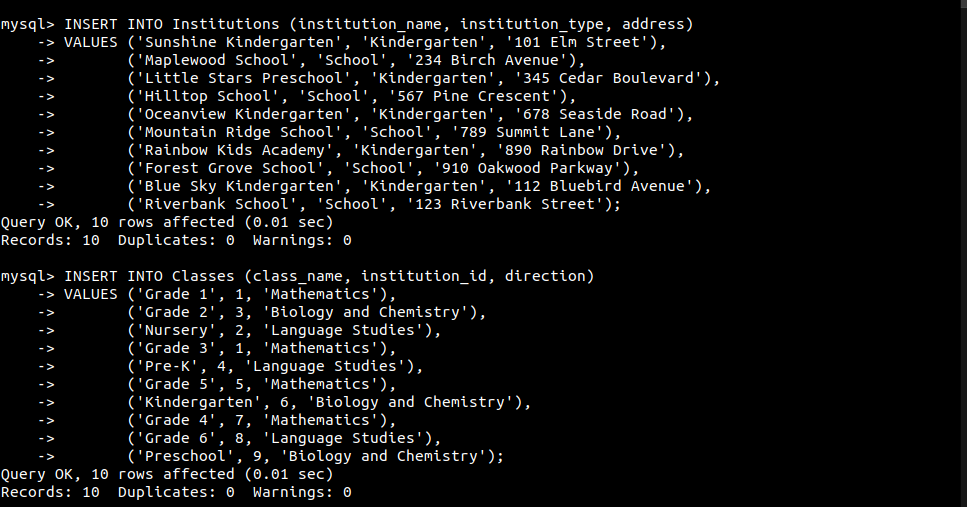 mysql> INSERT INTO Institutions (institution_name, institution_type, address)
    -> VALUES ('Sunshine Kindergarten', 'Kindergarten', '101 Elm Street'),
    ->        ('Maplewood School', 'School', '234 Birch Avenue'),
    ->        ('Little Stars Preschool', 'Kindergarten', '345 Cedar Boulevard'),
    ->        ('Hilltop School', 'School', '567 Pine Crescent'),
    ->        ('Oceanview Kindergarten', 'Kindergarten', '678 Seaside Road'),
    ->        ('Mountain Ridge School', 'School', '789 Summit Lane'),
    ->        ('Rainbow Kids Academy', 'Kindergarten', '890 Rainbow Drive'),
    ->        ('Forest Grove School', 'School', '910 Oakwood Parkway'),
    ->        ('Blue Sky Kindergarten', 'Kindergarten', '112 Bluebird Avenue'),
    ->        ('Riverbank School', 'School', '123 Riverbank Street');
Query OK, 10 rows affected (0.01 sec)
Records: 10  Duplicates: 0  Warnings: 0

mysql> INSERT INTO Classes (class_name, institution_id, direction)
    -> VALUES ('Grade 1', 1, 'Mathematics'),
    ->        ('Grade 2', 3, 'Biology and Chemistry'),
    ->        ('Nursery', 2, 'Language Studies'),
    ->        ('Grade 3', 1, 'Mathematics'),
    ->        ('Pre-K', 4, 'Language Studies'),
    ->        ('Grade 5', 5, 'Mathematics'),
    ->        ('Kindergarten', 6, 'Biology and Chemistry'),
    ->        ('Grade 4', 7, 'Mathematics'),
    ->        ('Grade 6', 8, 'Language Studies'),
    ->        ('Preschool', 9, 'Biology and Chemistry');
Query OK, 10 rows affected (0.01 sec)
Records: 10  Duplicates: 0  Warnings: 0